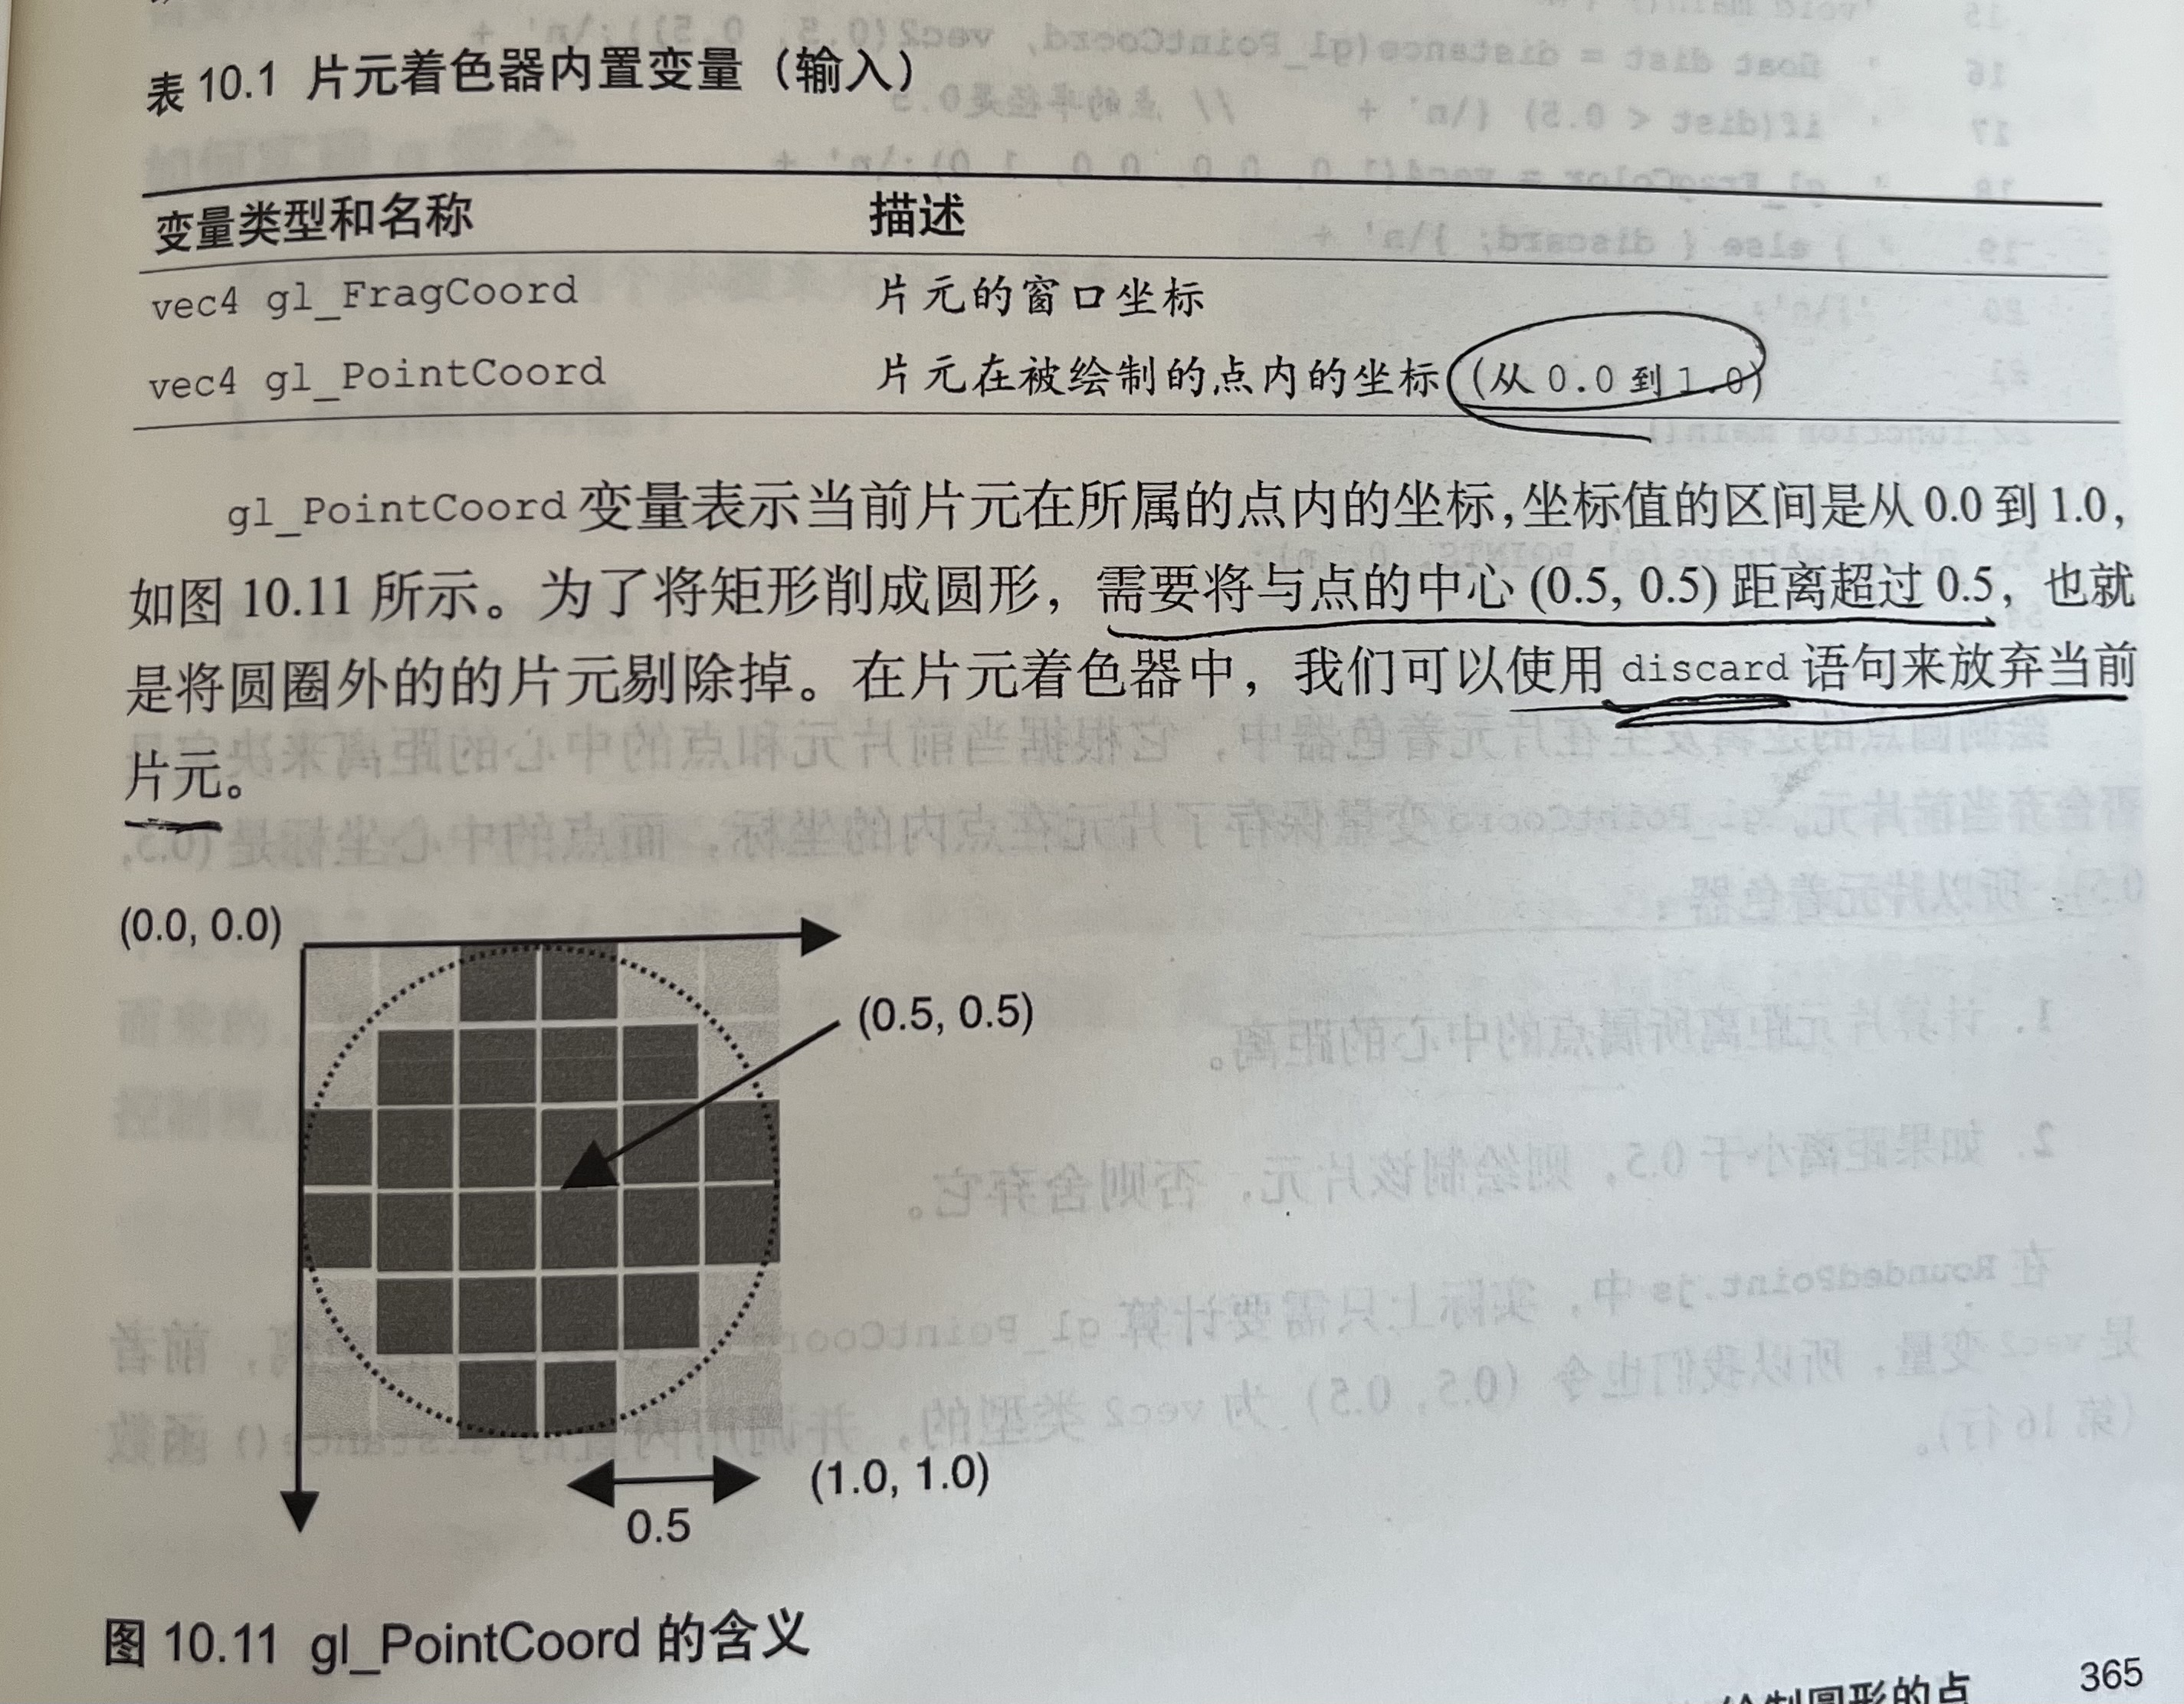 表 10.1 片元着色器内置变量（输入）
变量类型和名称 描述
vec4 gl_FragCoord 片元的窗口坐标
vec4 gl_PointCoord 片元在被绘制的点内的坐标(从 0.0 到 1.0)
gl_PointCoord 变量表示当前片元在所属的点内的坐标,坐标值的区间是从 0.0 到 1.0，
如图 10.11 所示。为了将矩形削成圆形，需要将与点的中心 (0.5, 0.5) 距离超过 0.5，也就
是将圆圈外的的片元剔除掉。在片元着色器中，我们可以使用 discard 语句来放弃当前
片元。
(0.0, 0.0)
(0.5, 0.5)
(1.0, 1.0)
0.5
图 10.11 gl_PointCoord 的含义
绘制圆形的点 365